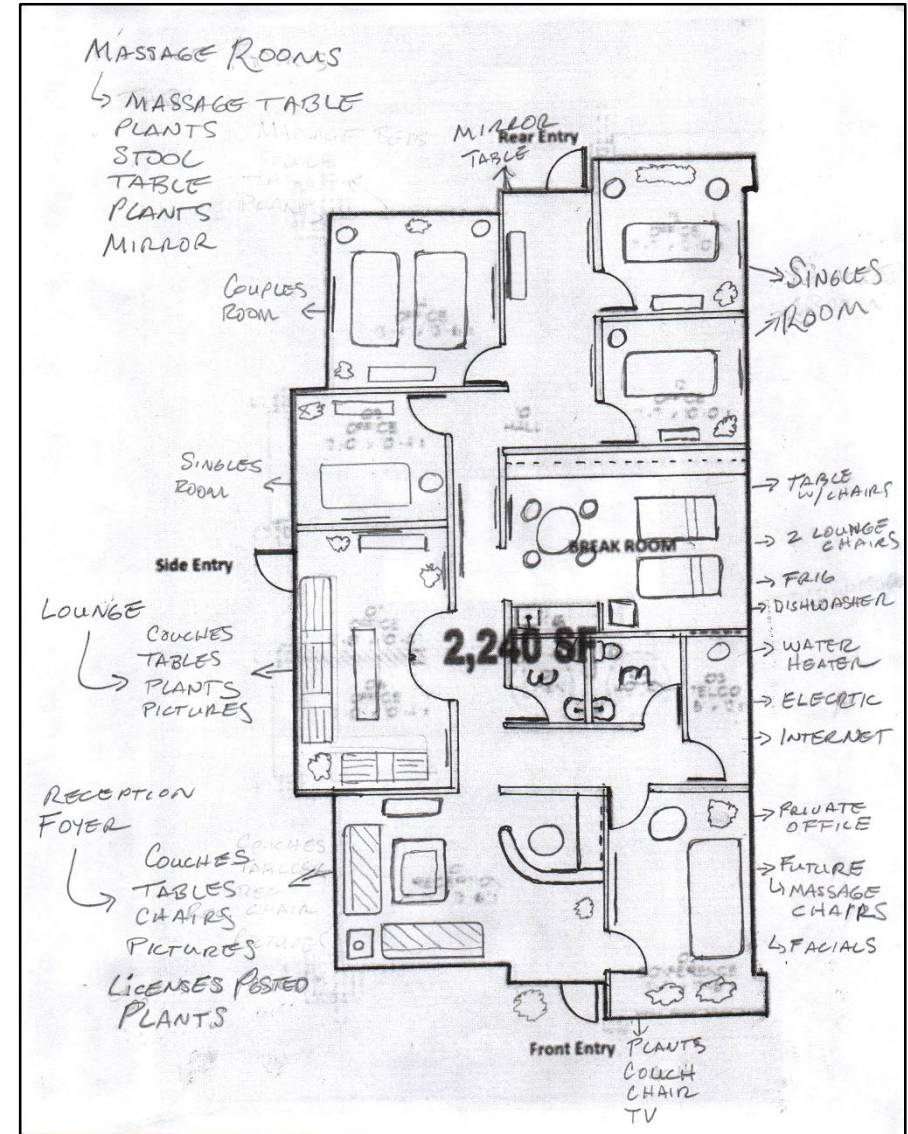 MASSAGE ROOMS
MASSAGE TABLE
PLANTS
STOOL
TABLE
PLANTS
MIRROR
MIRROR
TABLE
Rear Entry
COUPLES
ROOM
SINGLES
ROOM
SINGLES
ROOM
Side Entry
LOUNGE
COUCHES
TABLES
PLANTS
PICTURES
BREAK ROOM
2,240 SF
W
M
TABLE
W/CHAIRS
2 LOUNGE
CHAIRS
FRIG
DISHWASHER
WATER
HEATER
ELECRTIC
INTERNET
RECEPTION
FOYER
COUCHES
TABLES
CHAIRS
PICTURES
LICENSES POSTED
PLANTS
PRIVATE
OFFICE
FUTURE
MASSAGE
CHAIRS
FACIALS
Front Entry
PLANTS
COUCH
CHAIR
TV